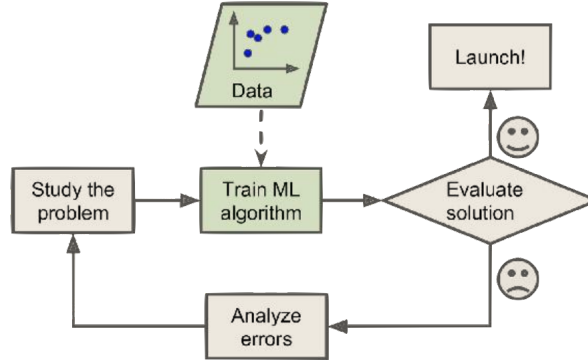 Data
Launch!
Study the
problem
Train ML
algorithm
Evaluate
solution
Analyze
errors